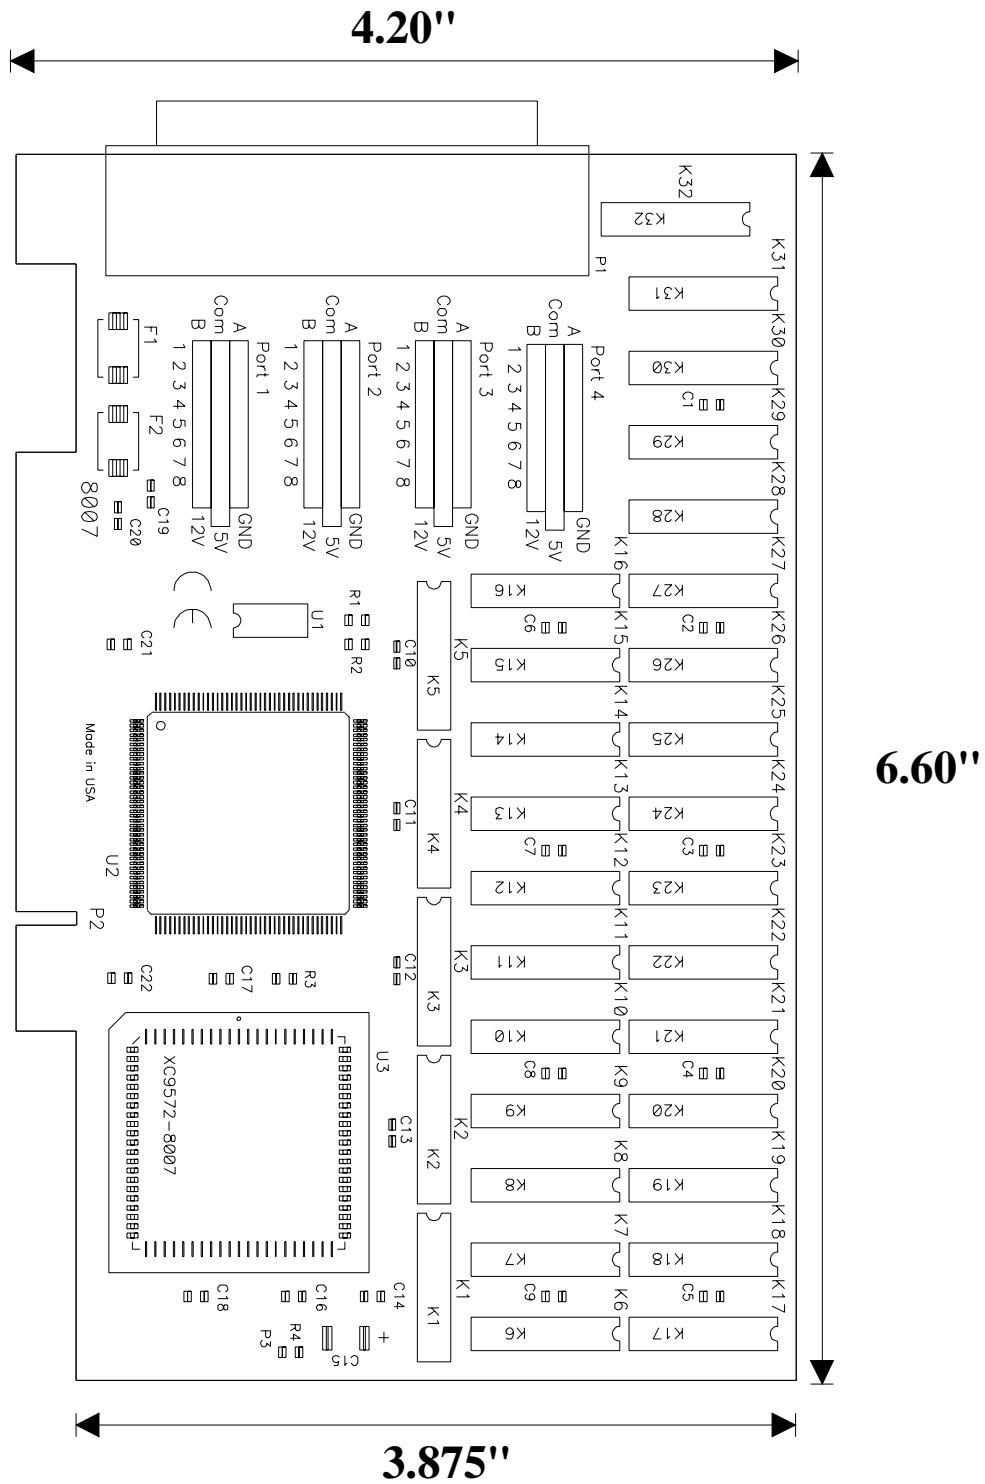 4.20"
K32
K32
P1
K31
K31
K30
K30
C1
K29
K29
K28
K28
F1
F2
8007
C19
C20
A
Com
B
Port 1
1 2 3 4 5 6 7 8
GND
5V
12V
A
Com
B
Port 2
1 2 3 4 5 6 7 8
GND
5V
12V
A
Com
B
Port 3
1 2 3 4 5 6 7 8
GND
5V
12V
A
Com
B
Port 4
1 2 3 4 5 6 7 8
GND
5V
12V
K16
K16
K27
K27
C6
C2
K15
K15
K26
K26
U1
R1
R2
C21
C10
K5
K5
K14
K14
K25
K25
K13
K13
K24
K24
6.60"
Made in USA
U2
C11
K4
K4
C7
C3
K12
K12
K23
K23
P2
K11
K11
K22
K22
C22
C17
R3
C12
K3
K3
K10
K10
K21
K21
C8
C4
U3
XC9572-8007
K9
K9
K20
K20
C13
K2
K2
K8
K8
K19
K19
K7
K7
K18
K18
C18
C16
C14
C9
C5
K1
K1
K6
K6
K17
K17
P3
R4
C15
+
3.875"